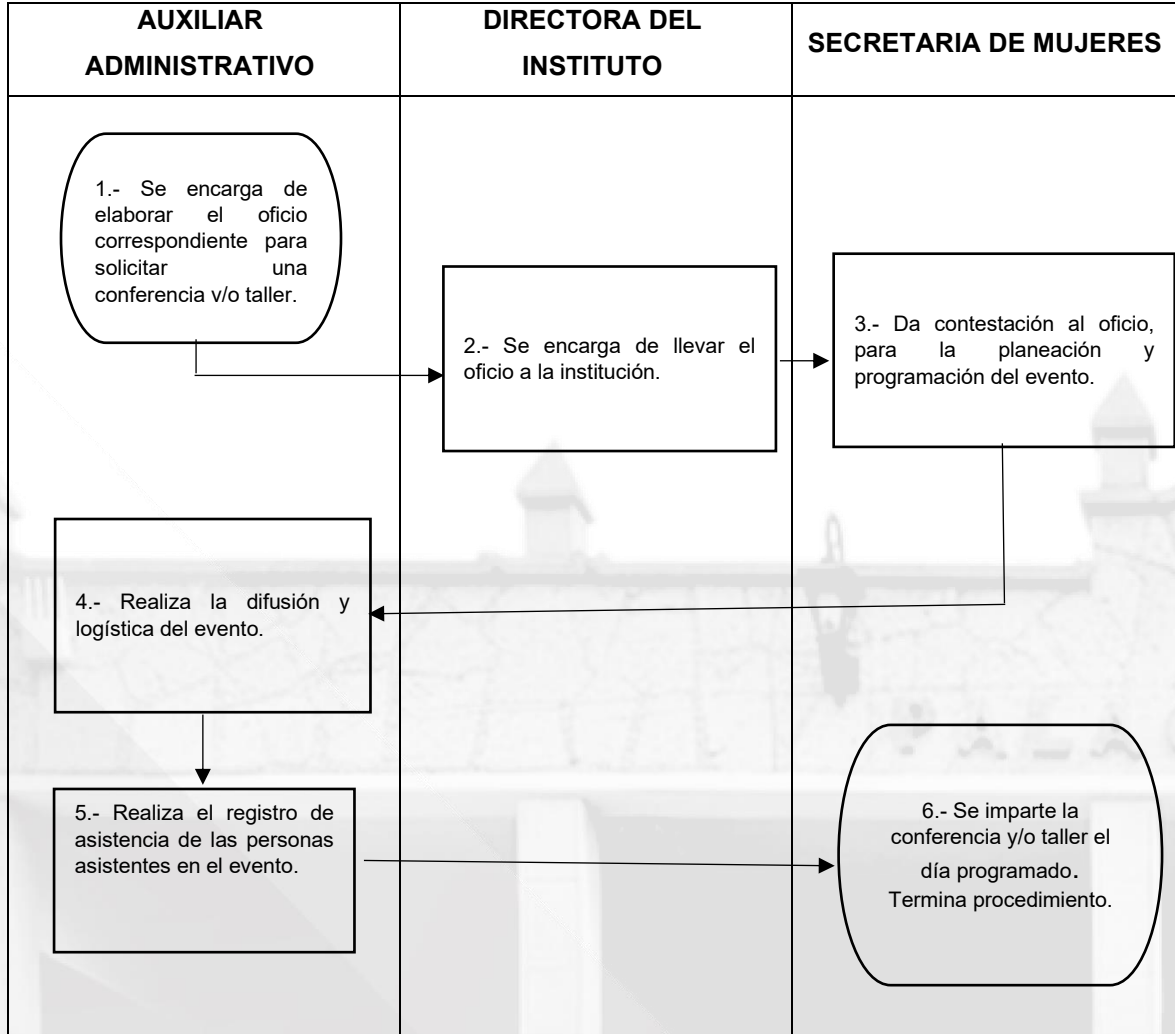 AUXILIAR
ADMINISTRATIVO
DIRECTORA DEL
INSTITUTO
SECRETARIA DE MUJERES
1.- Se encarga de
elaborar el oficio
correspondiente para
solicitar una
conferencia y/o taller.
2.- Se encarga de llevar el
oficio a la institución.
3.- Da contestación al oficio,
para la planeación y
programación del evento.
4.- Realiza la difusión y
logística del evento.
5.- Realiza el registro de
asistencia de las personas
asistentes en el evento.
6.- Se imparte la
conferencia y/o taller el
día programado.
Termina procedimiento.